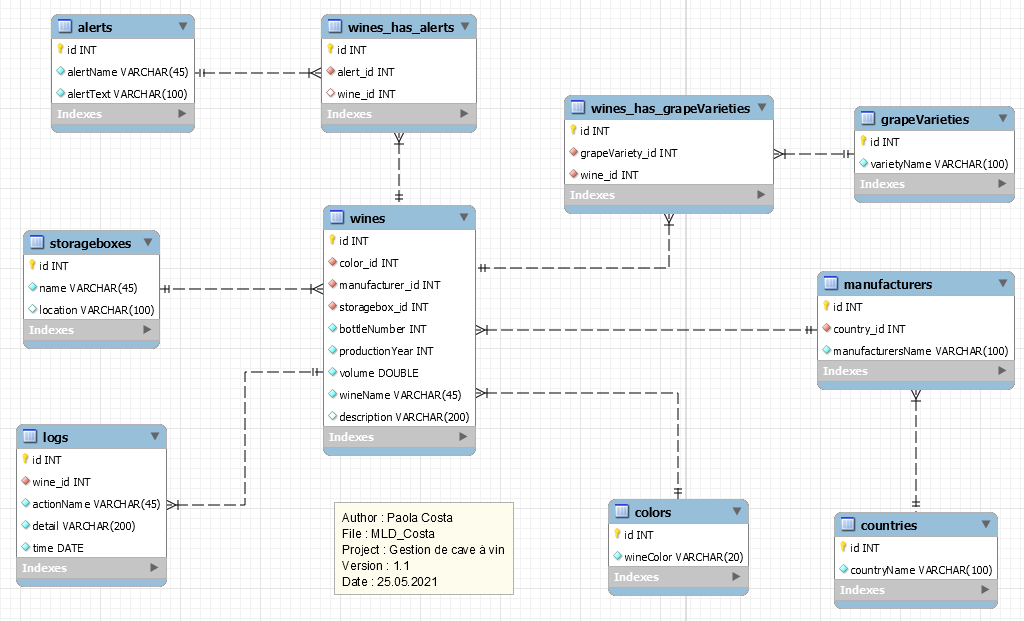 alerts
id INT
alertName VARCHAR(45)
alertText VARCHAR(100)
Indexes
wines_has_alerts
id INT
alert_id INT
wine_id INT
Indexes
wines_has_grapeVarieties
id INT
grapeVariety_id INT
wine_id INT
Indexes
grapeVarieties
id INT
varietyName VARCHAR(100)
Indexes
storageboxes
id INT
name VARCHAR(45)
location VARCHAR(100)
Indexes
wines
id INT
color_id INT
manufacturer_id INT
storagebox_id INT
bottleNumber INT
productionYear INT
volume DOUBLE
wineName VARCHAR(45)
description VARCHAR(200)
Indexes
manufacturers
id INT
country_id INT
manufacturersName VARCHAR(100)
Indexes
logs
id INT
wine_id INT
actionName VARCHAR(45)
detail VARCHAR(200)
time DATE
Indexes
Author : Paola Costa
File : MLD_Costa
Project : Gestion de cave à vin
Version : 1.1
Date : 25.05.2021
colors
id INT
wineColor VARCHAR(20)
Indexes
countries
id INT
countryName VARCHAR(100)
Indexes